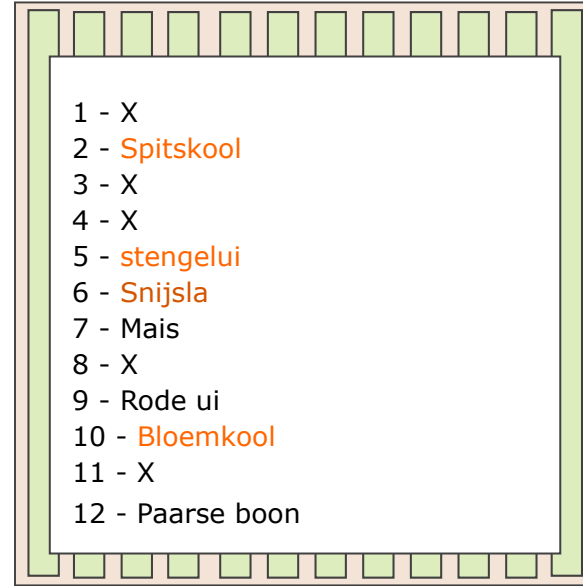 1 - X
2 - Spitskool
3 - X
4 - X
5 - stengelui
6 - Snijsla
7 - Mais
8 - X
9 - Rode ui
10 - Bloemkool
11 - X
12 - Paarse boon